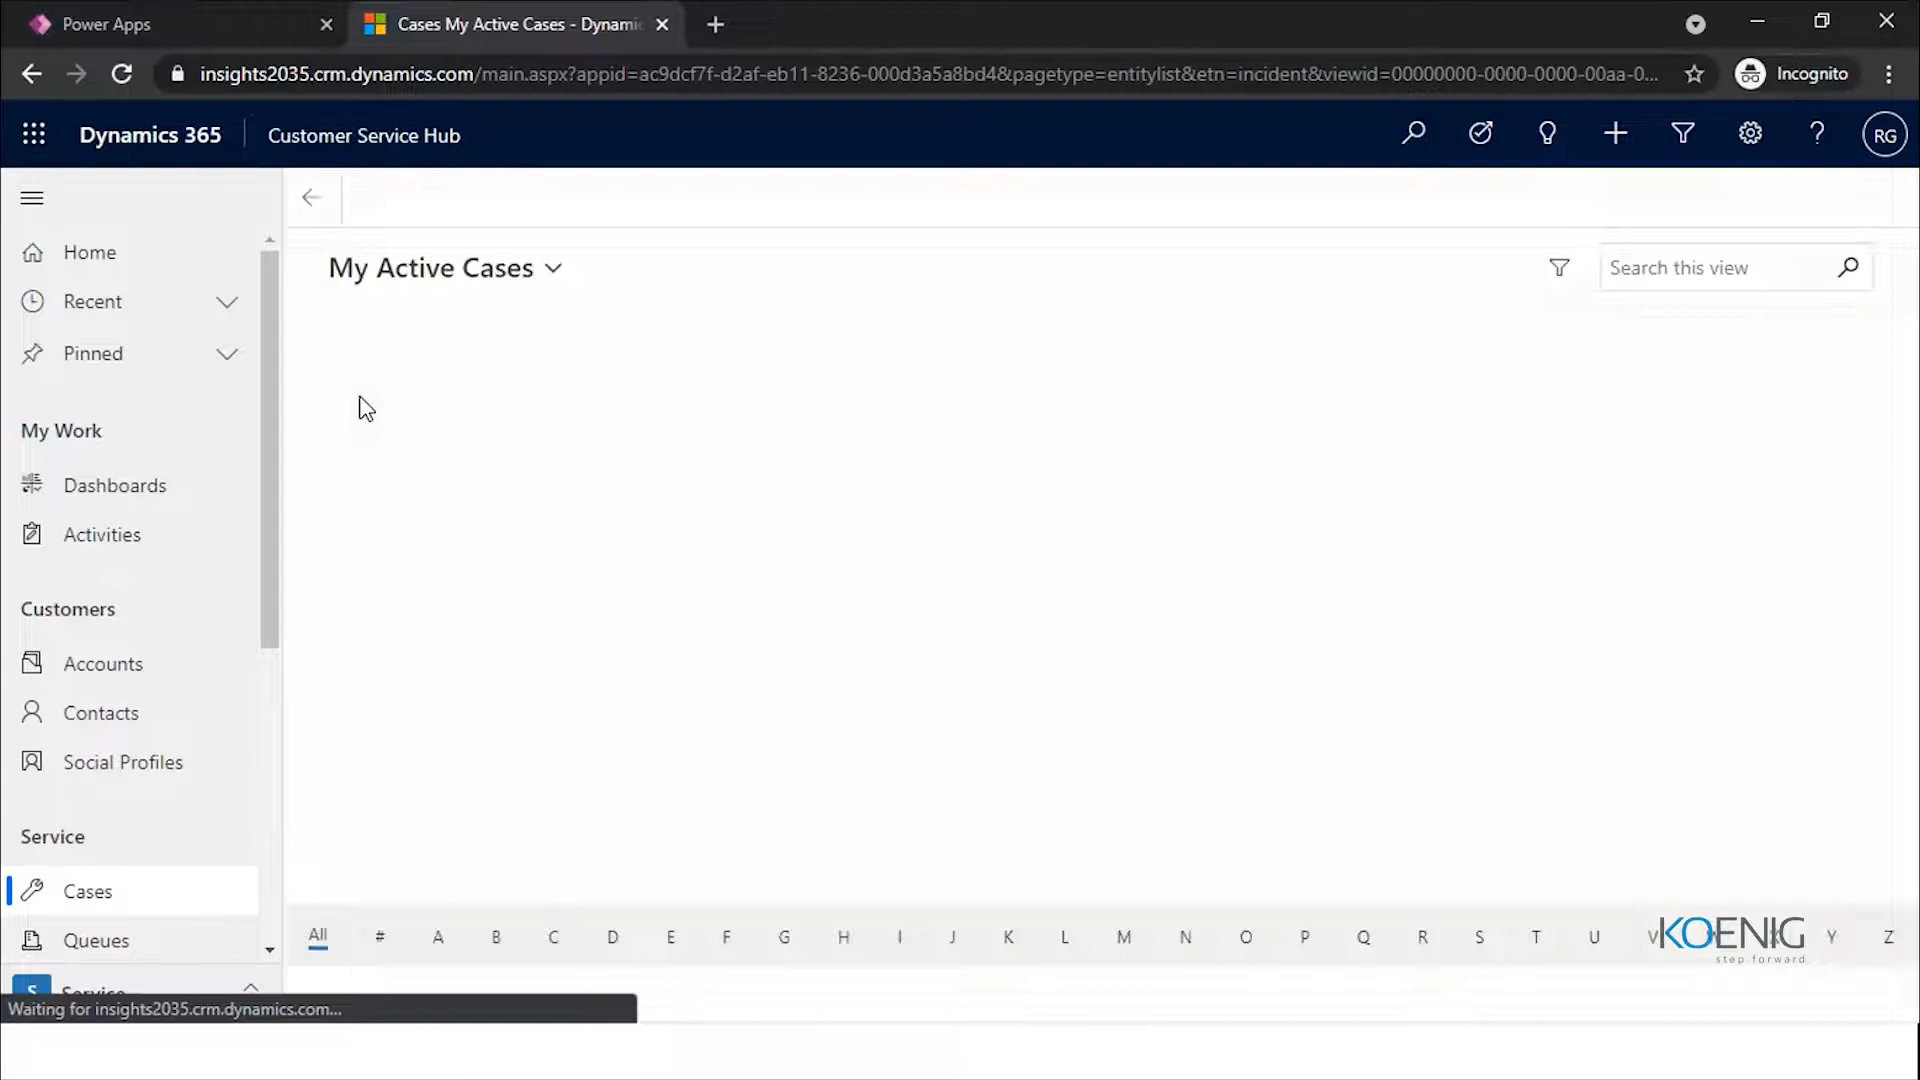 Power Apps
Cases My Active Cases - Dynamic
insights2035.crm.dynamics.com/main.aspx?appid=ac9dcf7f-d2af-eb11-8236-000d3a5a8bd4&pagetype=entitylist&etn=incident&viewid=00000000-0000-0000-00aa-0...
Incognito
Dynamics 365
Customer Service Hub
RG
Home
Recent
Pinned
My Active Cases
Search this view
My Work
Dashboards
Activities
Customers
Accounts
Contacts
Social Profiles
Service
Cases
Queues
All # A B C D E F G H I J K L M N O P Q R S T U V Y Z
KOENIG
step forward
S Service
Waiting for insights2035.crm.dynamics.com...